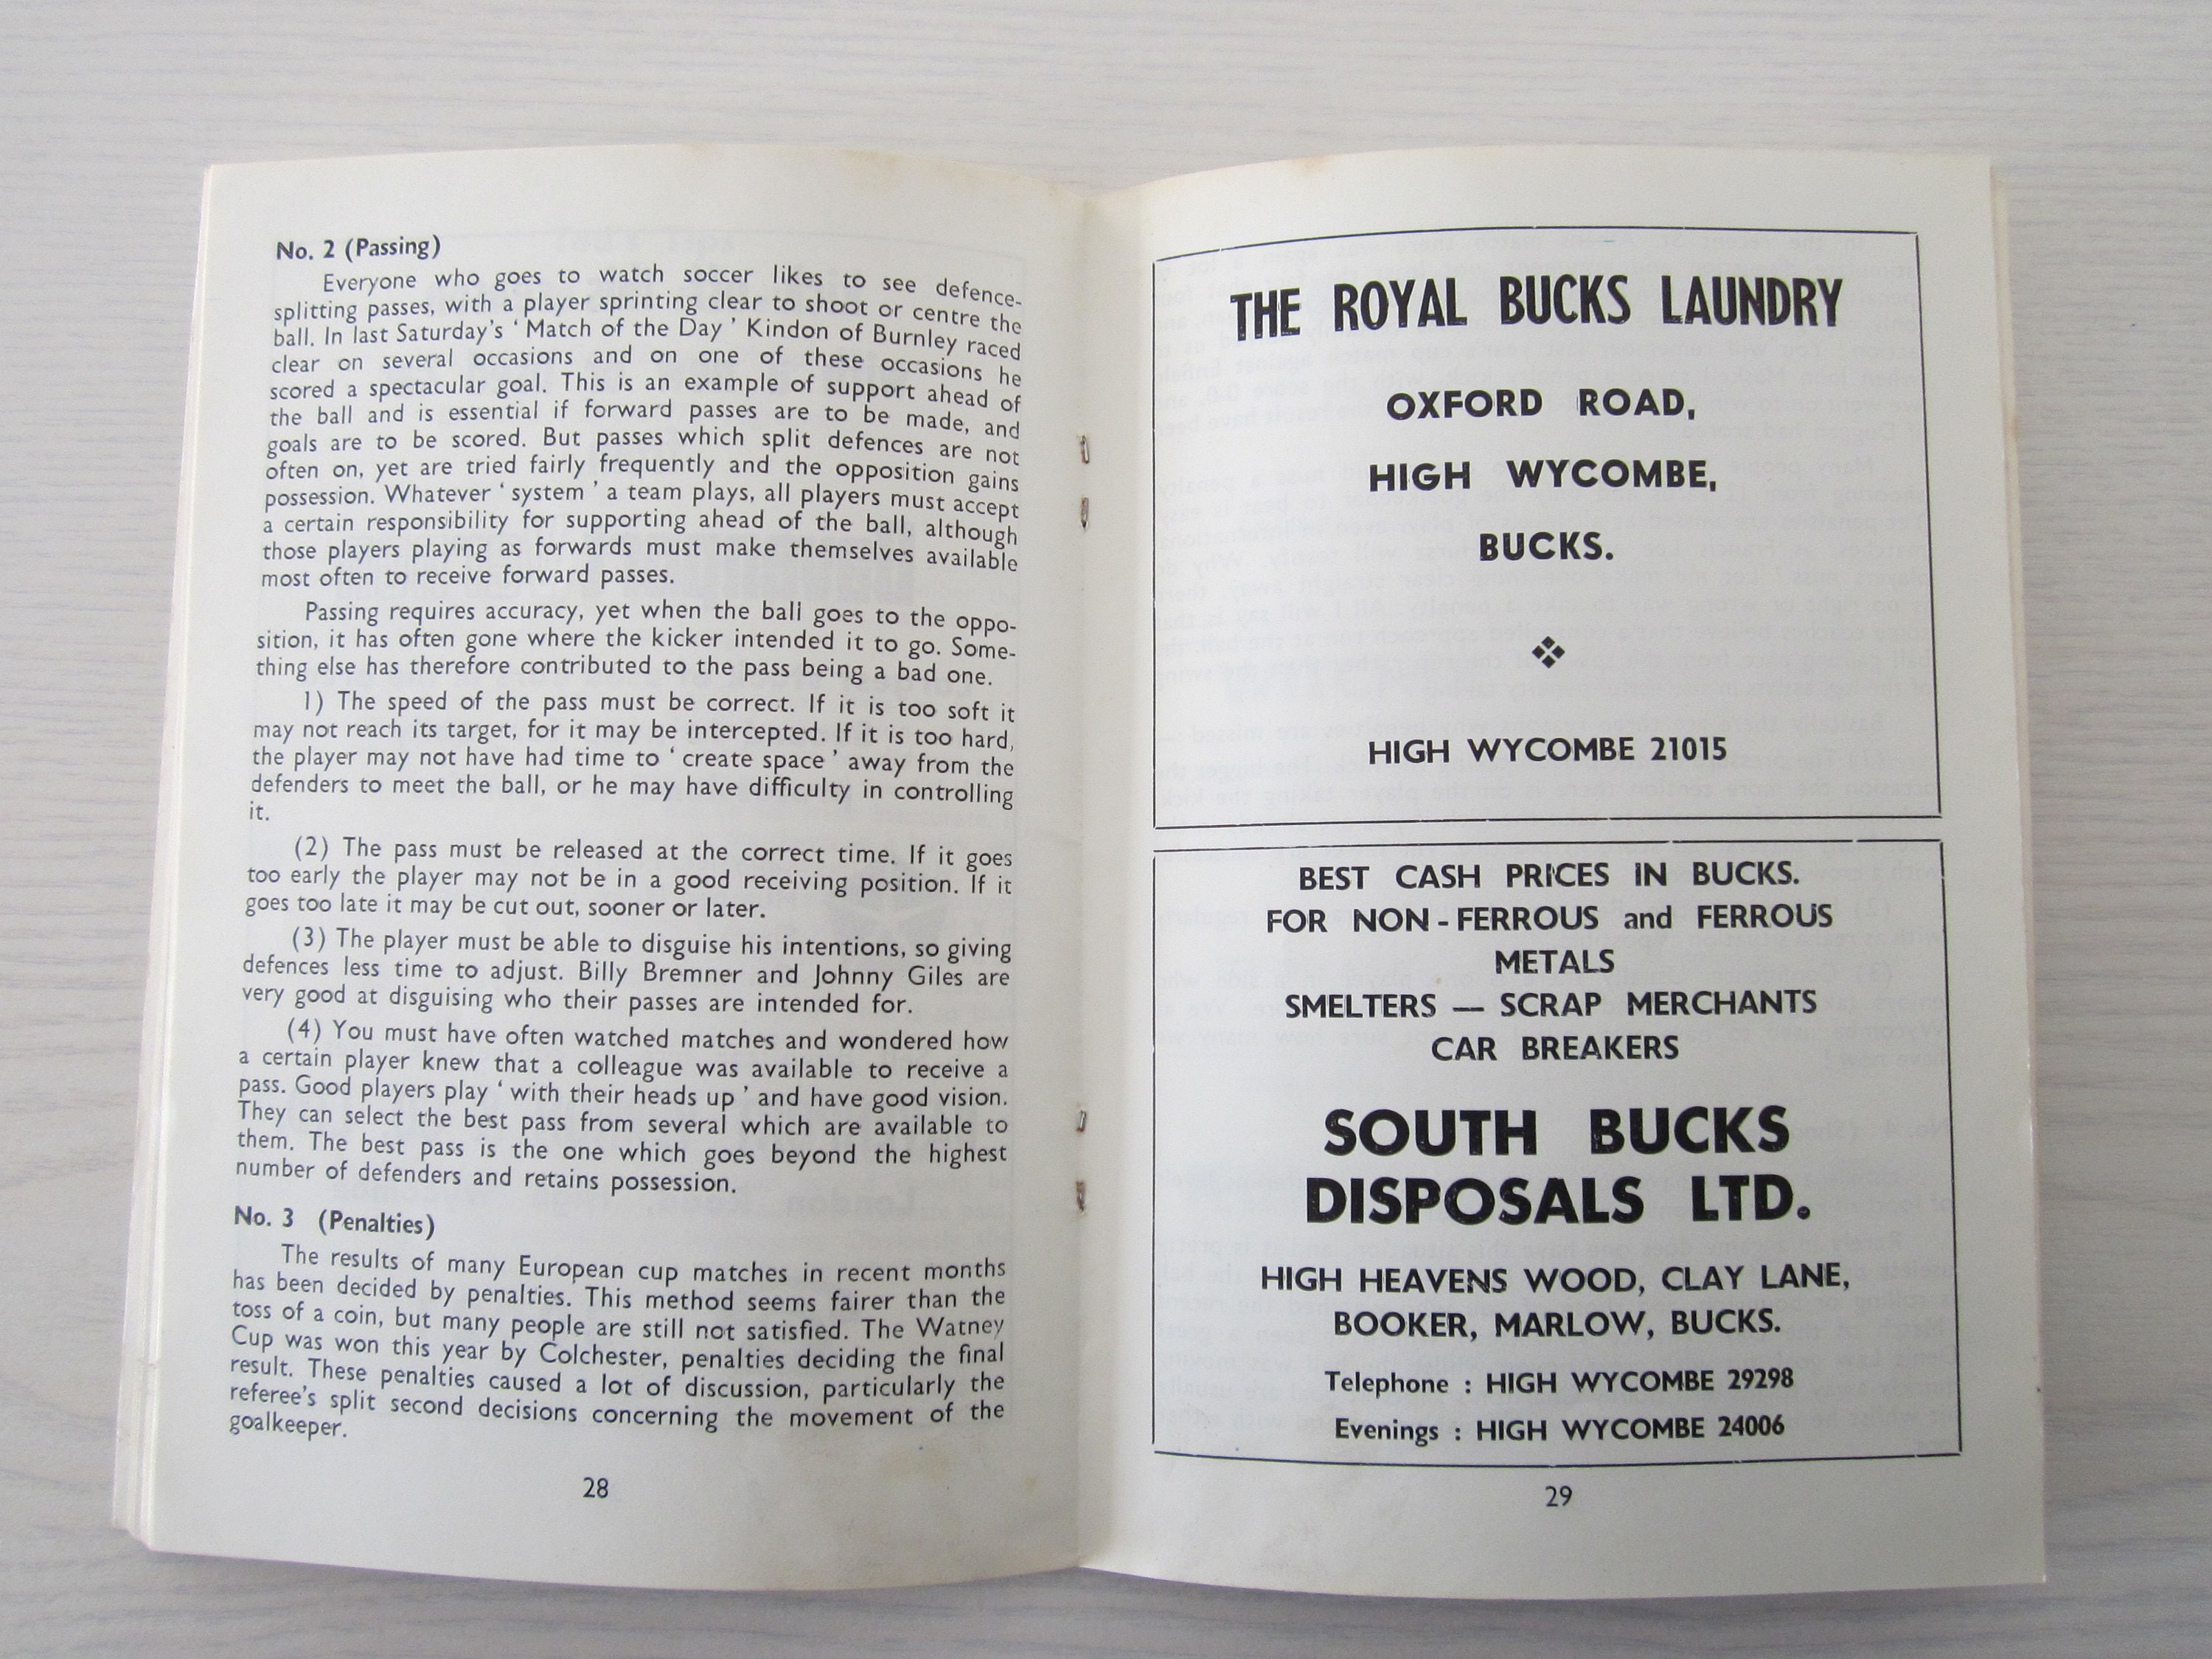 No. 2 (Passing)
Everyone who goes to watch soccer likes to see defence-
splitting passes, with a player sprinting clear to shoot or centre the
ball. In last Saturday's ‘ Match of the Day ’ Kindon of Burnley raced
clear on several occasions and on one of these occasions he
scored a spectacular goal. This is an example of support ahead of
the ball and is essential if forward passes are to be made, and
goals are to be scored. But passes which split defences are not
often on, yet are tried fairly frequently and the opposition gains
possession. Whatever ‘ system ’ a team plays, all players must accept
a certain responsibility for supporting ahead of the ball, although
those players playing as forwards must make themselves available
most often to receive forward passes.
Passing requires accuracy, yet when the ball goes to the oppo-
sition, it has often gone where the kicker intended it to go. Some-
thing else has therefore contributed to the pass being a bad one.
1) The speed of the pass must be correct. If it is too soft it
may not reach its target, for it may be intercepted. If it is too hard,
the player may not have had time to ‘ create space ’ away from the
defenders to meet the ball, or he may have difficulty in controlling
it.
(2) The pass must be released at the correct time. If it goes
too early the player may not be in a good receiving position. If it
goes too late it may be cut out, sooner or later.
(3) The player must be able to disguise his intentions, so giving
defences less time to adjust. Billy Bremner and Johnny Giles are
very good at disguising who their passes are intended for.
(4) You must have often watched matches and wondered how
a certain player knew that a colleague was available to receive a
pass. Good players play ‘ with their heads up ’ and have good vision.
They can select the best pass from several which are available to
them. The best pass is the one which goes beyond the highest
number of defenders and retains possession.
No. 3 (Penalties)
The results of many European cup matches in recent months
has been decided by penalties. This method seems fairer than the
toss of a coin, but many people are still not satisfied. The Watney
Cup was won this year by Colchester, penalties deciding the final
result. These penalties caused a lot of discussion, particularly the
referee's split second decisions concerning the movement of the
goalkeeper.
28
THE ROYAL BUCKS LAUNDRY
OXFORD ROAD,
HIGH WYCOMBE,
BUCKS.
HIGH WYCOMBE 21015
BEST CASH PRICES IN BUCKS.
FOR NON - FERROUS and FERROUS
METALS
SMELTERS — SCRAP MERCHANTS
CAR BREAKERS
SOUTH BUCKS
DISPOSALS LTD.
HIGH HEAVENS WOOD, CLAY LANE,
BOOKER, MARLOW, BUCKS.
Telephone : HIGH WYCOMBE 29298
Evenings : HIGH WYCOMBE 24006
29